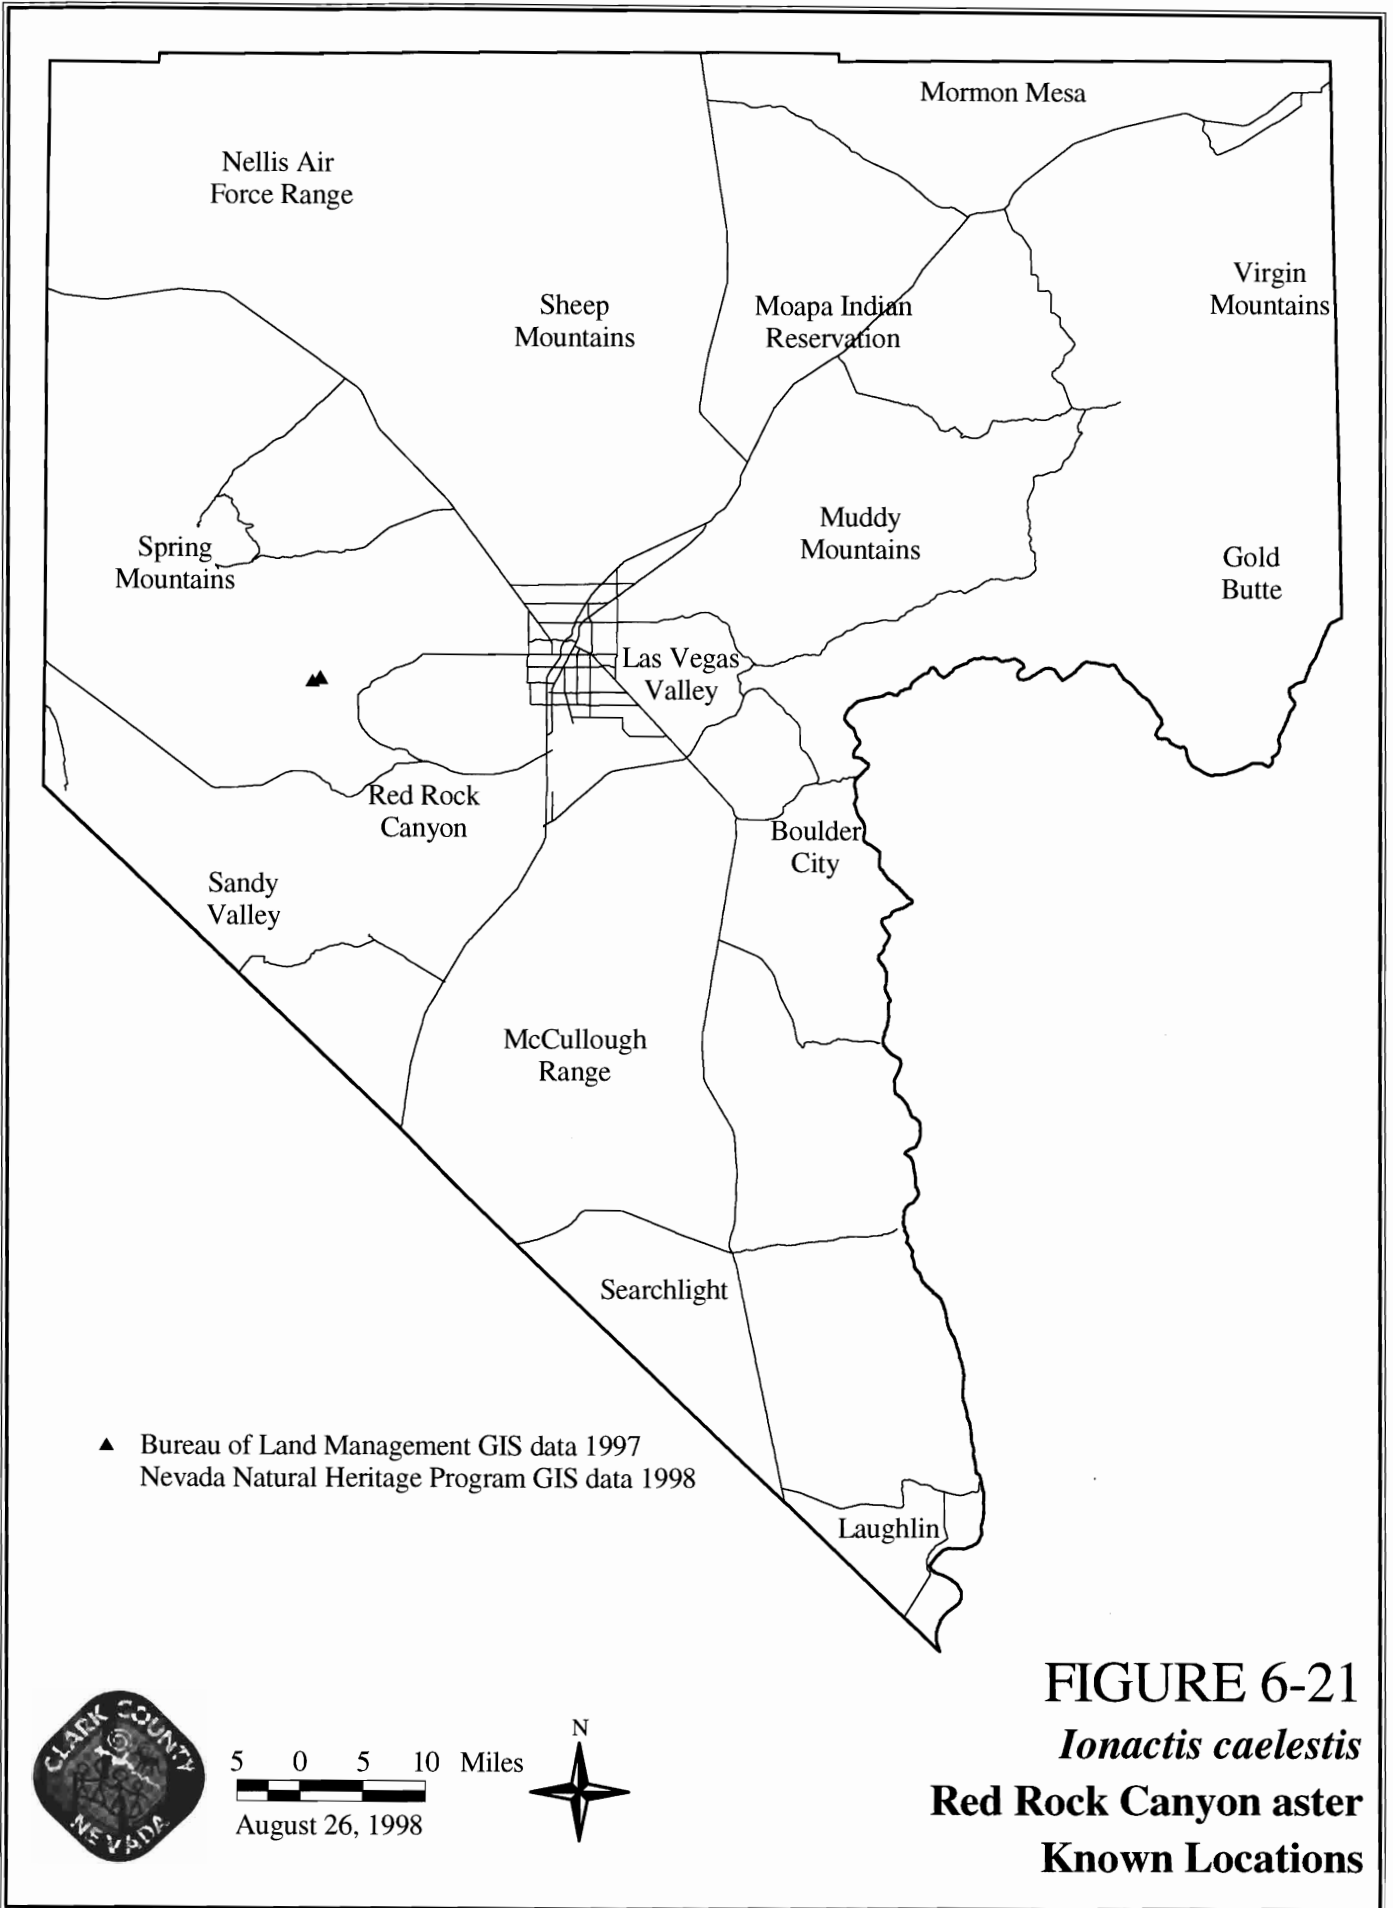 Mormon Mesa
Nellis Air
Force Range
Virgin
Mountains
Sheep
Mountains
Moapa Indian
Reservation
Muddy
Mountains
Spring
Mountains
Gold
Butte
Las Vegas
Valley
Red Rock
Canyon
Boulder
City
Sandy
Valley
McCullough
Range
Searchlight
Bureau of Land Management GIS data 1997
Nevada Natural Heritage Program GIS data 1998
Laughlin
FIGURE 6-21
Ionactis caelestis
Red Rock Canyon aster
Known Locations
CLARK COUNTY
NEVADA
5 0 5 10 Miles
August 26, 1998
N